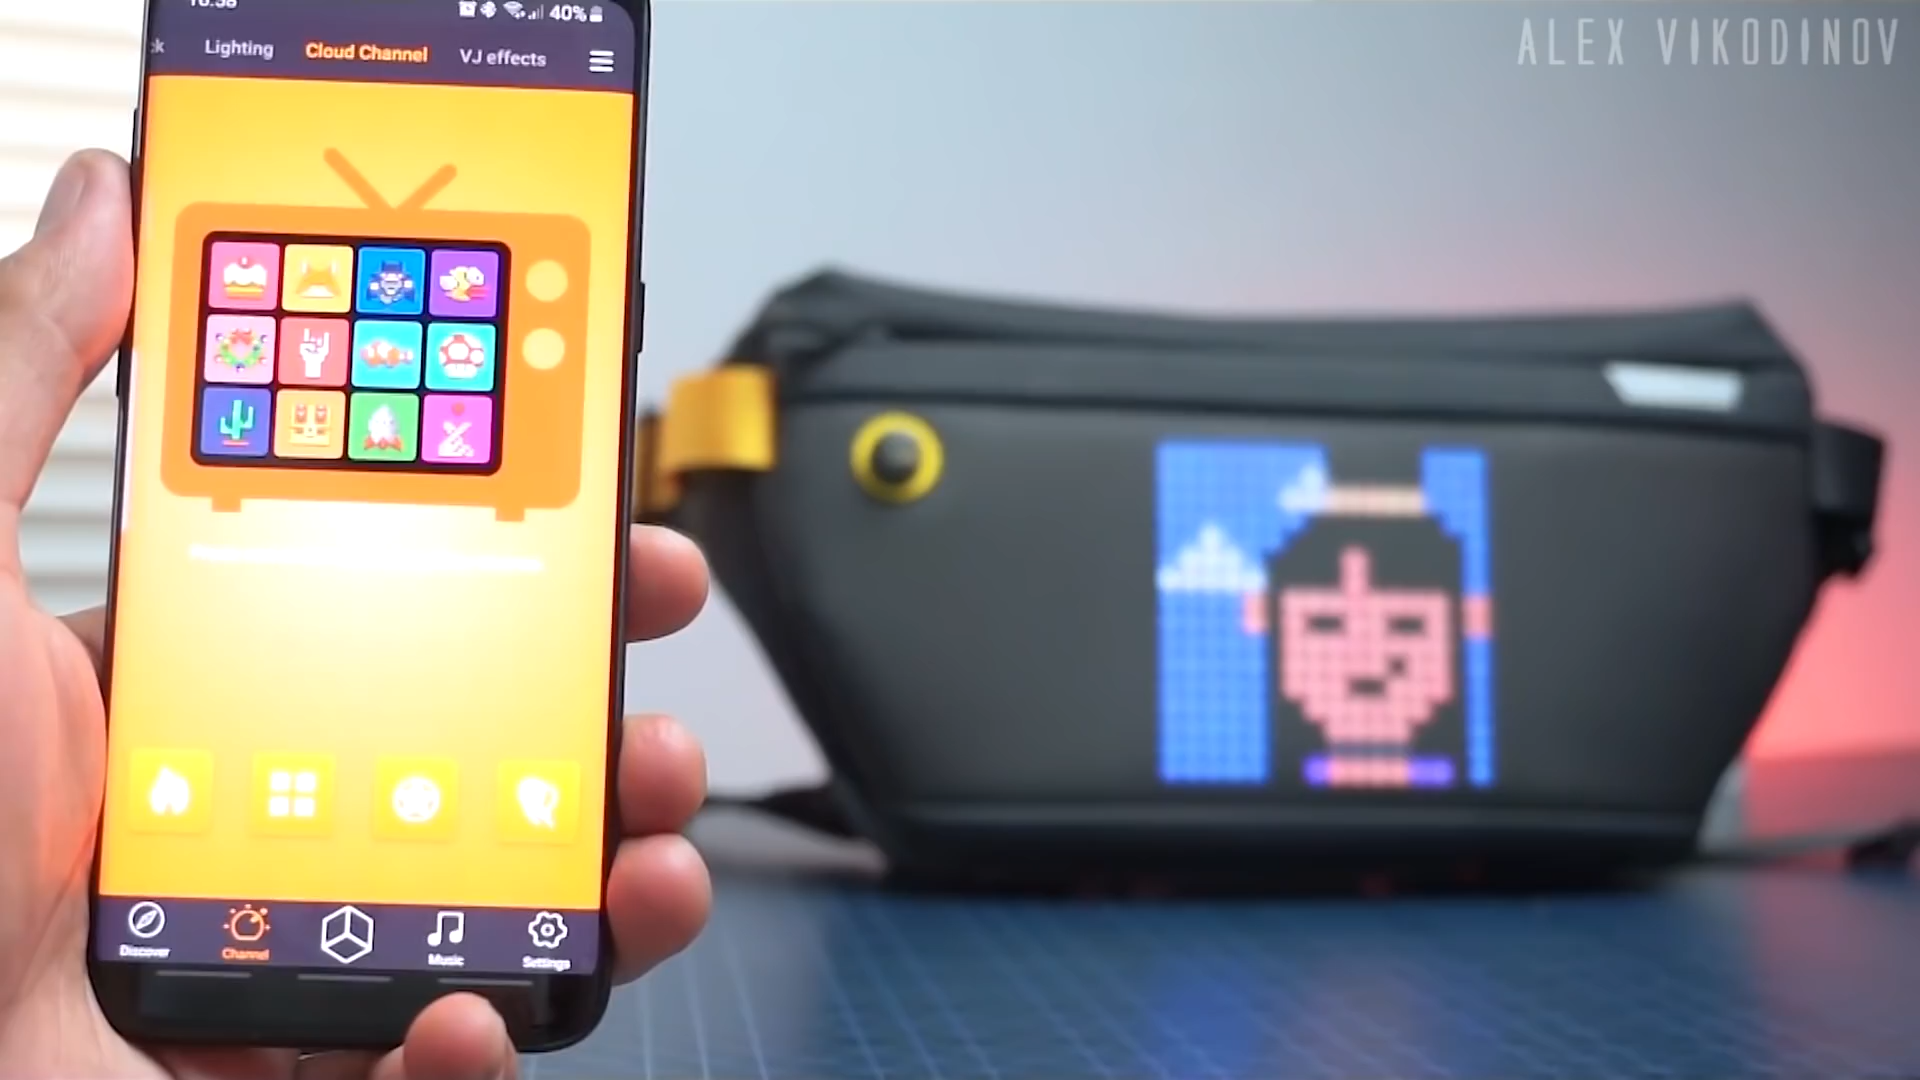 40%
Lighting
Cloud Channel
VJ effects
ALEX VIKODINOV
Discover
Channel
Music
Settings